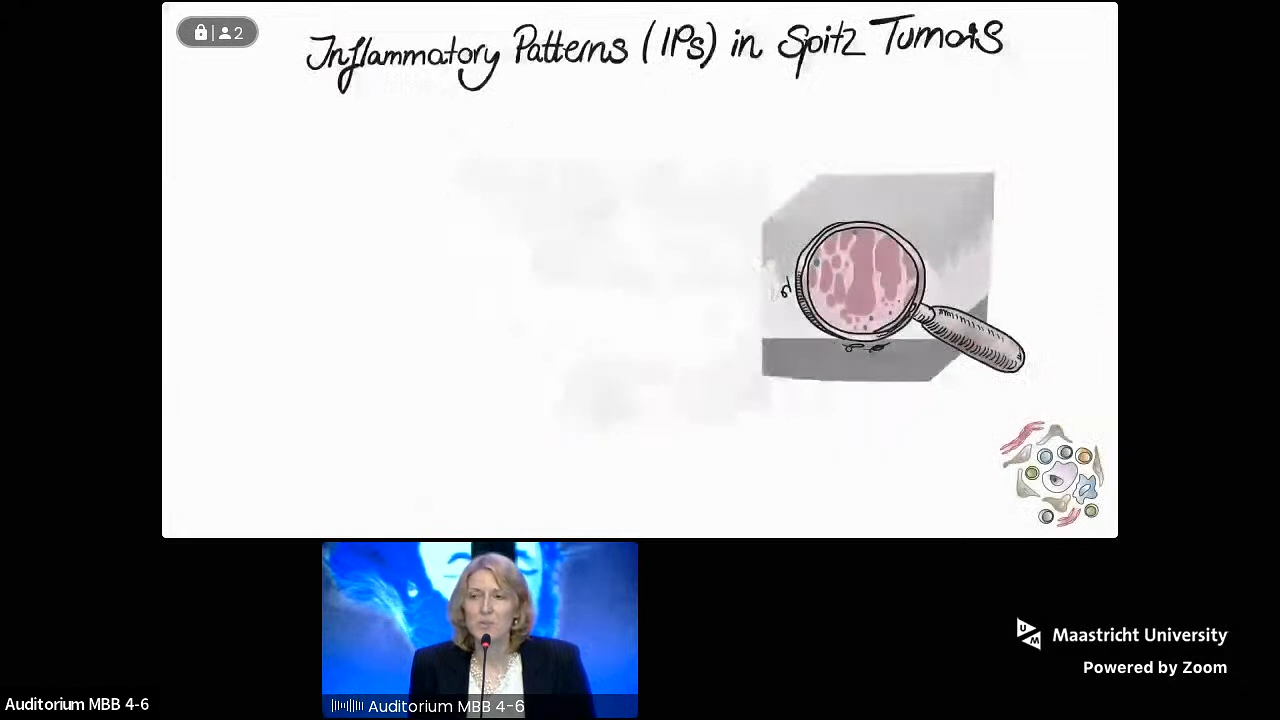 2
Inflammatory Patterns (IPs) in Spitz Tumors
Auditorium MBB 4-6
Auditorium MBB 4-6
UM
Maastricht University
Powered by Zoom